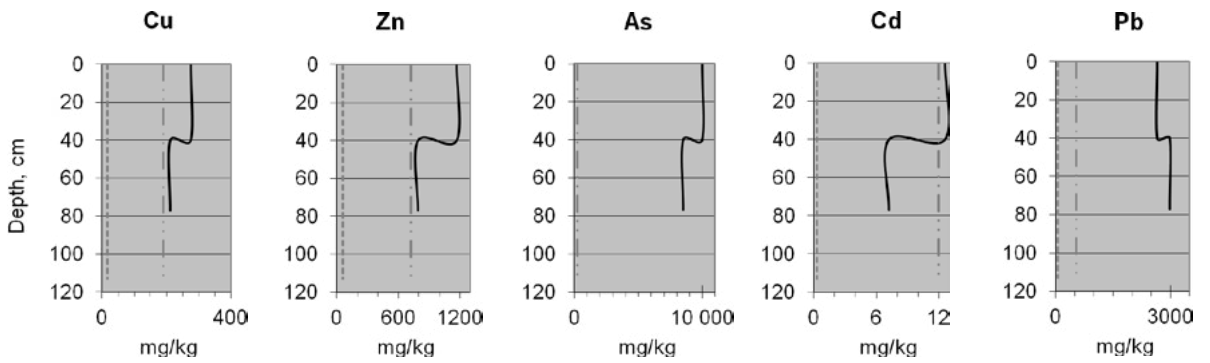 Cu Zn As Cd Pb
Depth, cm
0 0 0 0 0
20 20 20 20 20
40 40 40 40 40
60 60 60 60 60
80 80 80 80 80
100 100 100 100 100
120 120 120 120 120
0 400 0 600 1200 0 10 000 0 6 12 0 3000
mg/kg mg/kg mg/kg mg/kg mg/kg